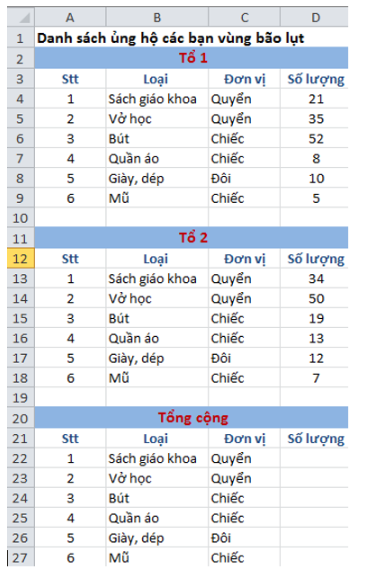 A B C D
1 Danh sách ủng hộ các bạn vùng bão lụt
2 Tổ 1
3 Stt Loại Đơn vị Số lượng
4 1 Sách giáo khoa Quyển 21
5 2 Vở học Quyển 35
6 3 Bút Chiếc 52
7 4 Quần áo Chiếc 8
8 5 Giày, dép Đôi 10
9 6 Mũ Chiếc 5
10
11 Tổ 2
12 Stt Loại Đơn vị Số lượng
13 1 Sách giáo khoa Quyển 34
14 2 Vở học Quyển 50
15 3 Bút Chiếc 19
16 4 Quần áo Chiếc 13
17 5 Giày, dép Đôi 12
18 6 Mũ Chiếc 7
19
20 Tổng cộng
21 Stt Loại Đơn vị Số lượng
22 1 Sách giáo khoa Quyển
23 2 Vở học Quyển
24 3 Bút Chiếc
25 4 Quần áo Chiếc
26 5 Giày, dép Đôi
27 6 Mũ Chiếc